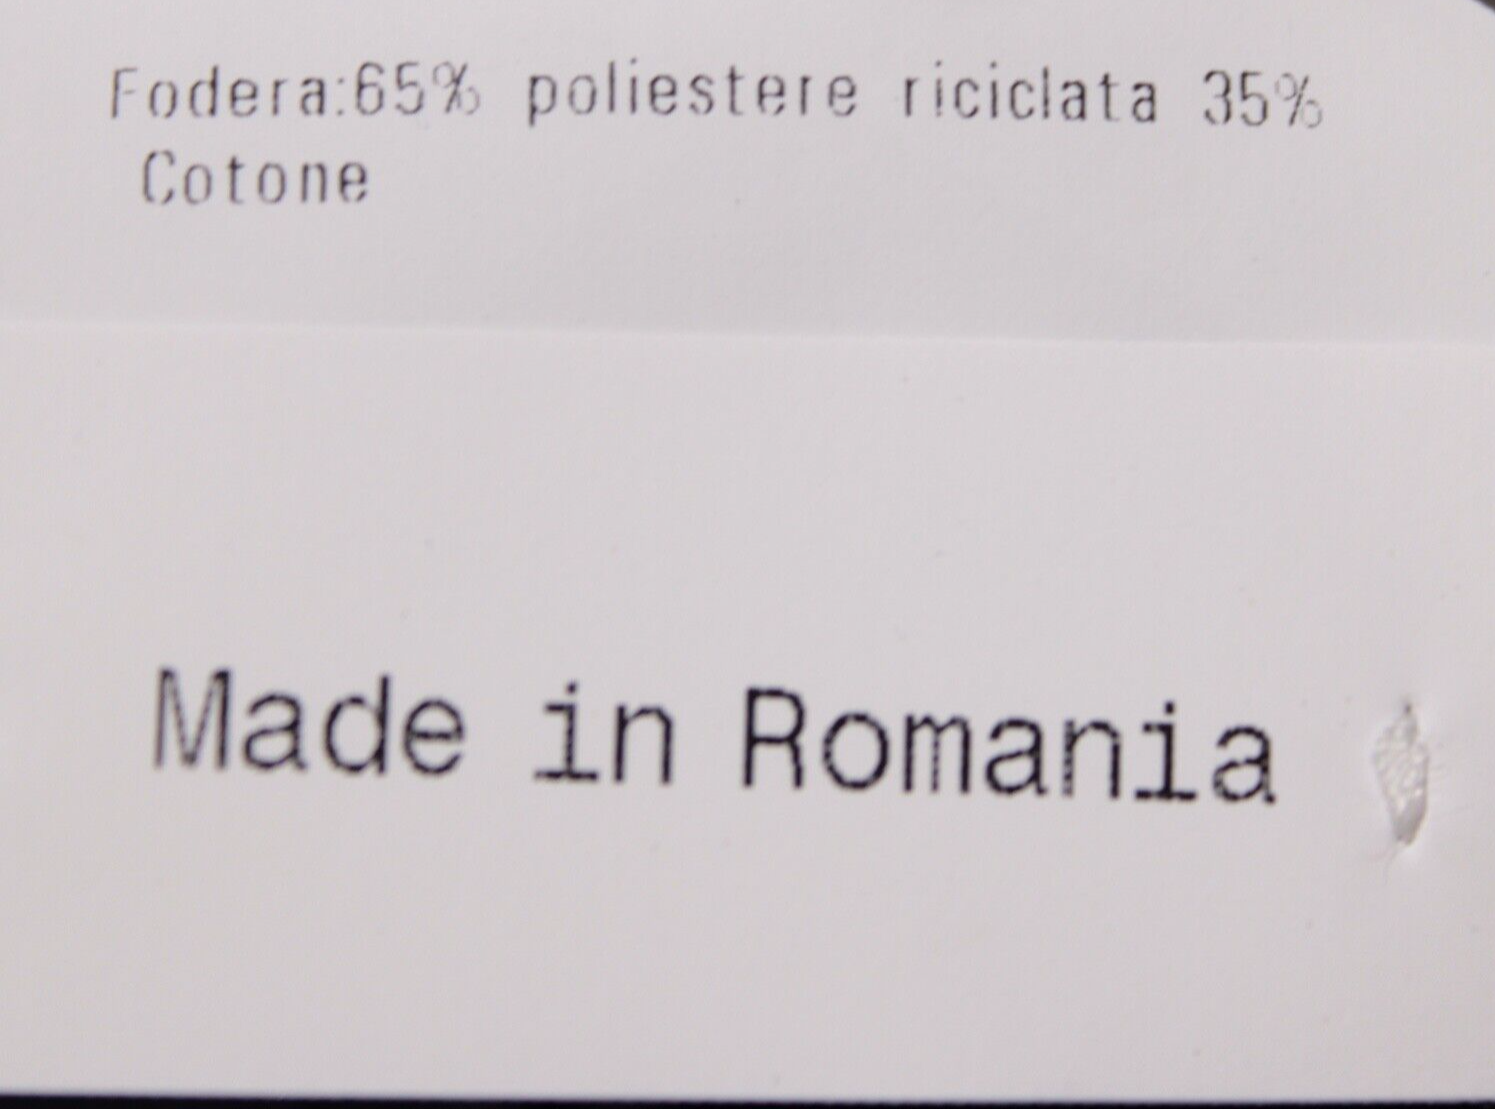 Fodera:65% poliestere riciclata 35%
Cotone
Made in Romania